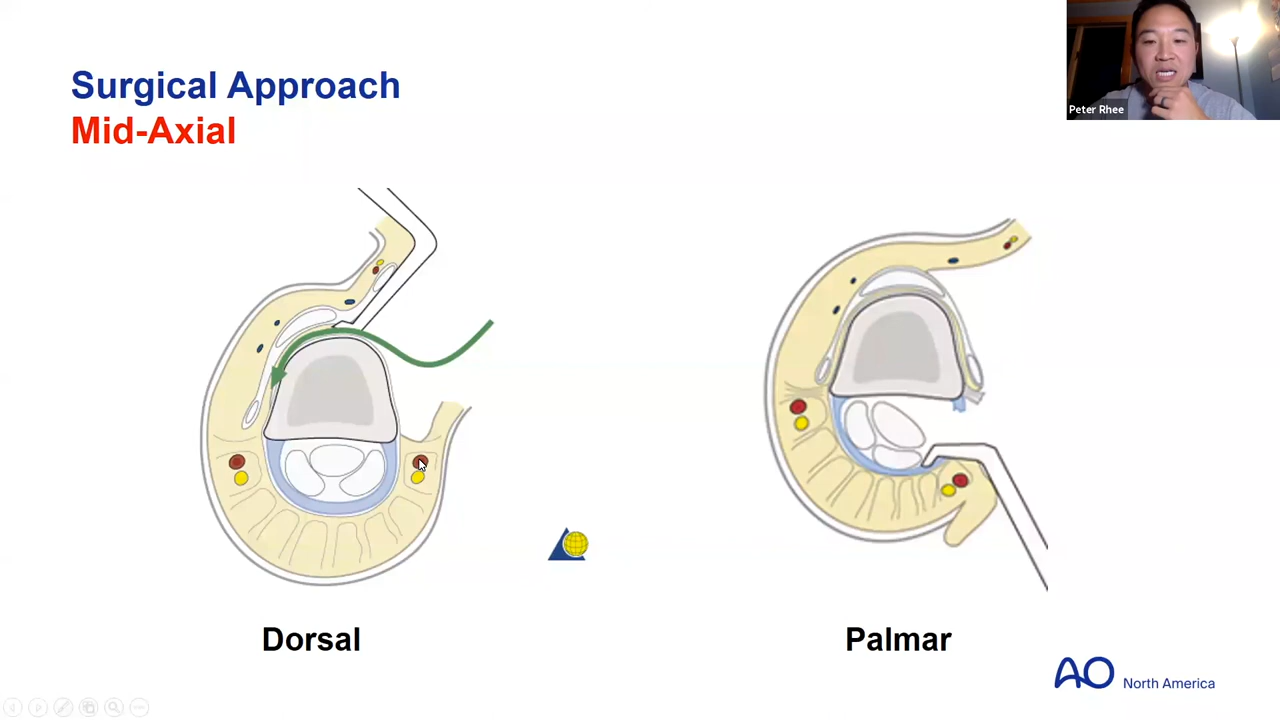 Surgical Approach
Mid-Axial
Peter Rhee
Dorsal
Palmar
AO North America